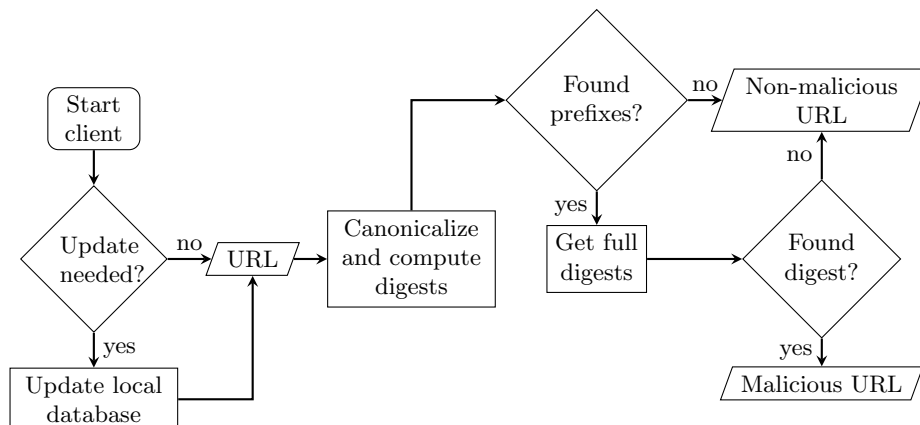 Start
client
Update
needed?
no
yes
Update local
database
URL
Canonicalize
and compute
digests
Found
prefixes?
no
yes
Non-malicious
URL
Get full
digests
Found
digest?
no
yes
Malicious URL